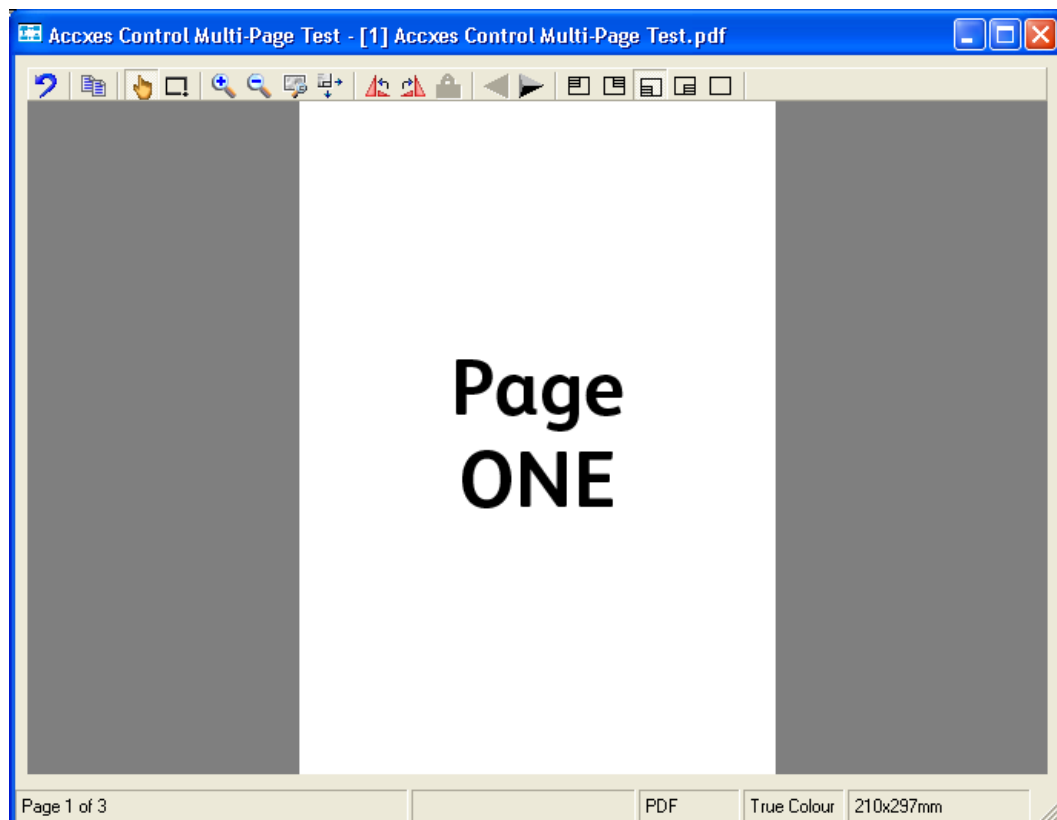 Accxes Control Multi-Page Test - [1] Accxes Control Multi-Page Test.pdf
Page
ONE
Page 1 of 3 PDF True Colour 210x297mm